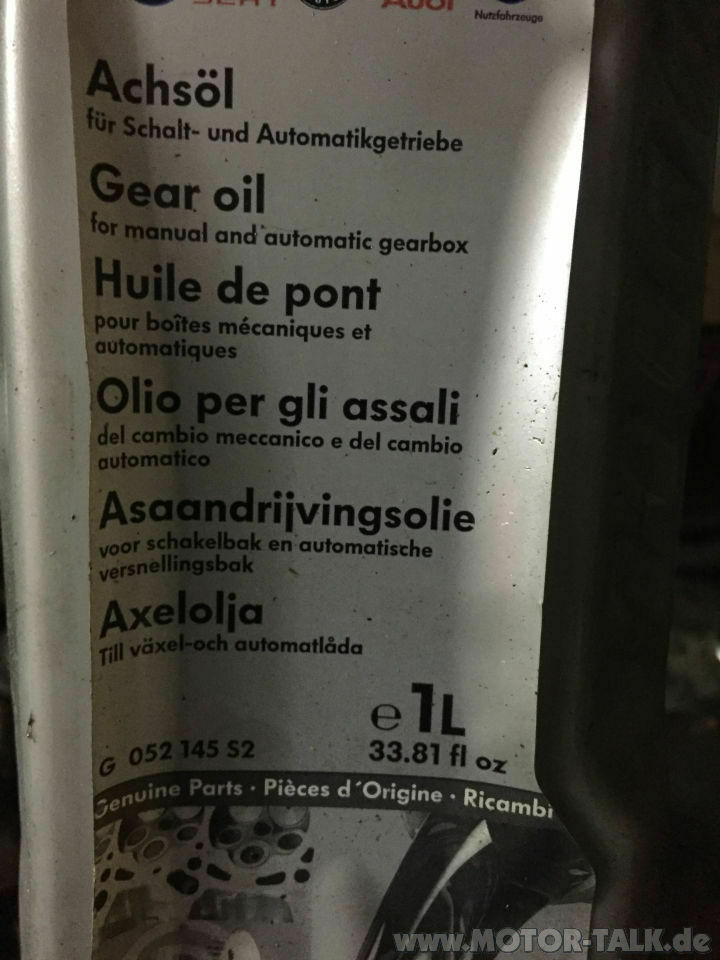 SEAT Audi
Nutzfahrzeuge
Achsöl
für Schalt- und Automatikgetriebe
Gear oil
for manual and automatic gearbox
Huile de pont
pour boîtes mécaniques et
automatiques
Olio per gli assali
del cambio meccanico e del cambio
automatico
Asaandrijvingsolie
voor schakelbak en automatische
versnellingsbak
Axelolja
Till växel-och automatlåda
e 1L
G 052 145 S2 33.81 fl oz
Genuine Parts · Pièces d´Origine · Ricambi
www.MOTOR-TALK.de